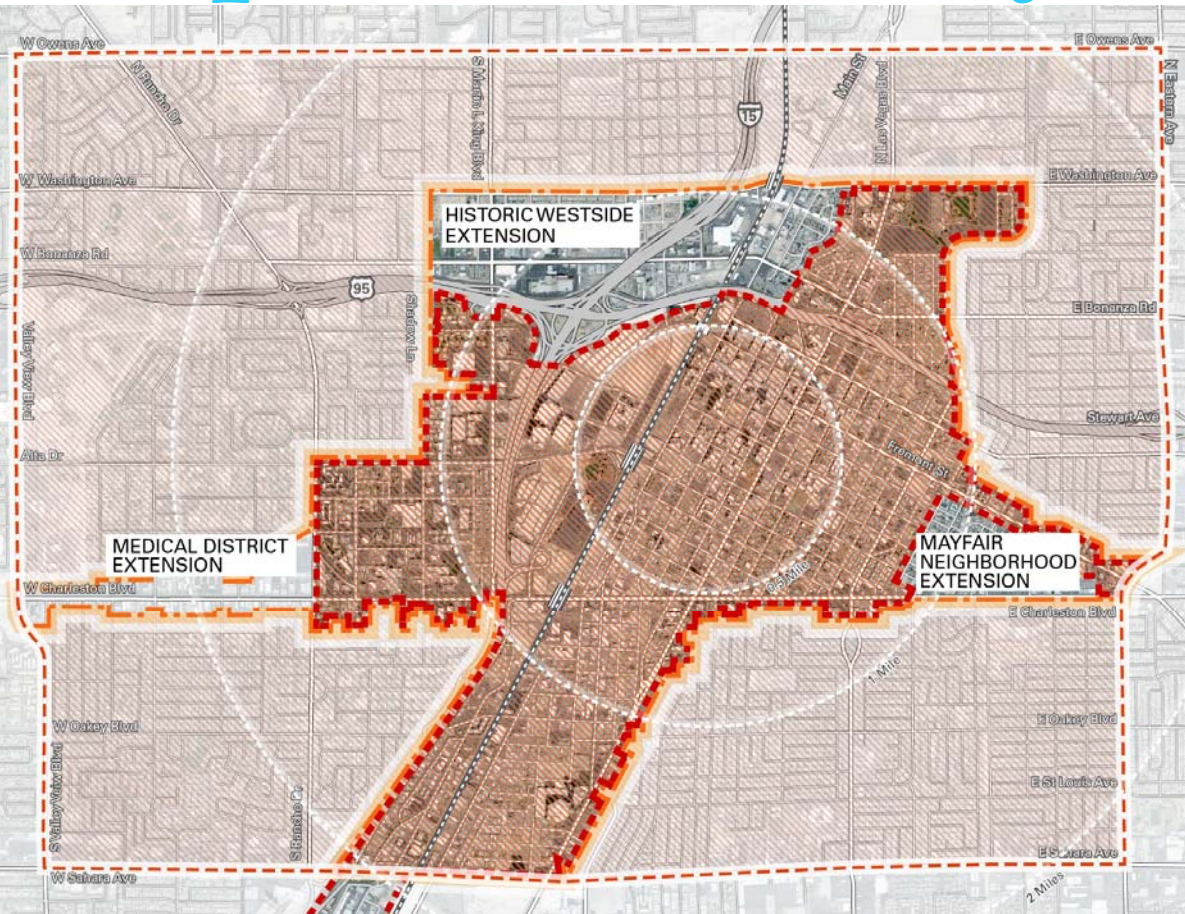 W Owens Ave
E Owens Ave
N Rancho Dr
S Martin L King Blvd
15
Main St
N Las Vegas Blvd
N Eastern Ave
W Washington Ave
E Washington Ave
HISTORIC WESTSIDE
EXTENSION
W Bonanza Rd
95
Shadow Ln
E Bonanza Rd
Valley View Blvd
Stewart Ave
Alta Dr
Fremont St
MEDICAL DISTRICT
EXTENSION
MAYFAIR
NEIGHBORHOOD
EXTENSION
0.5 Mile
W Charleston Blvd
E Charleston Blvd
1 Mile
W Oakey Blvd
E Oakey Blvd
S Valley View Blvd
S Rancho Dr
E St Louis Ave
W Sahara Ave
E Sahara Ave
2 Miles